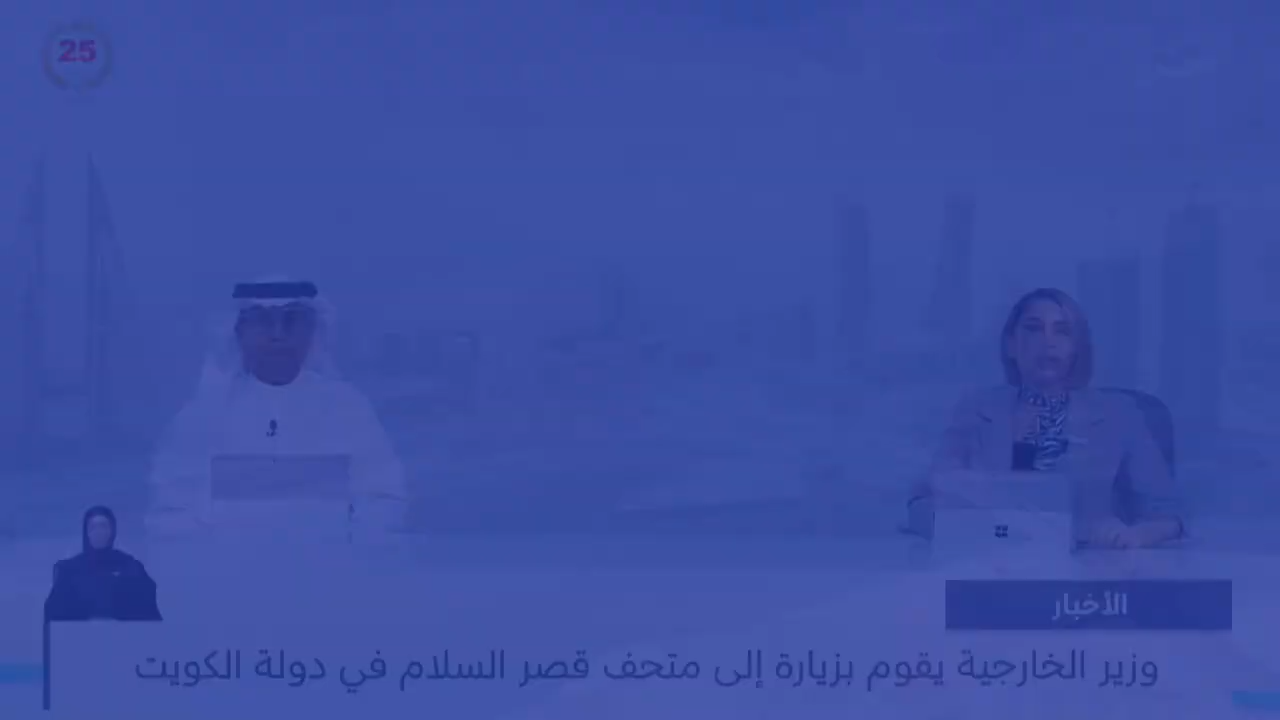 25
الأخبار
وزير الخارجية يقوم بزيارة إلى متحف قصر السلام في دولة الكويت